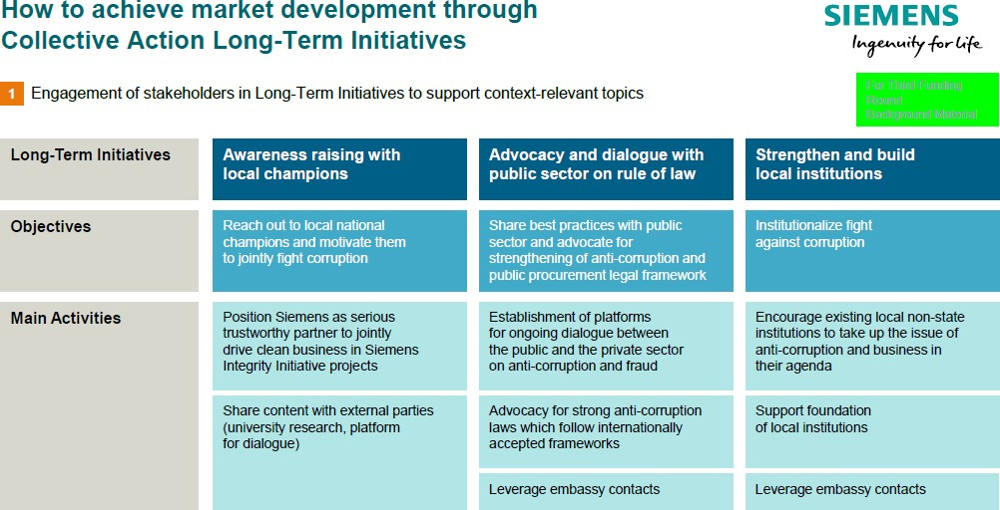 How to achieve market development through
Collective Action Long-Term Initiatives
SIEMENS
Ingenuity for life
1 Engagement of stakeholders in Long-Term Initiatives to support context-relevant topics
For Third Funding
Round
Background Material
Long-Term Initiatives
Awareness raising with
local champions
Advocacy and dialogue with
public sector on rule of law
Strengthen and build
local institutions
Objectives
Reach out to local national
champions and motivate them
to jointly fight corruption
Share best practices with public
sector and advocate for
strengthening of anti-corruption and
public procurement legal framework
Institutionalize fight
against corruption
Main Activities
Position Siemens as serious
trustworthy partner to jointly
drive clean business in Siemens
Integrity Initiative projects
Establishment of platforms
for ongoing dialogue between
the public and the private sector
on anti-corruption and fraud
Encourage existing local non-state
institutions to take up the issue of
anti-corruption and business in
their agenda
Share content with external parties
(university research, platform
for dialogue)
Advocacy for strong anti-corruption
laws which follow internationally
accepted frameworks
Support foundation
of local institutions
Leverage embassy contacts
Leverage embassy contacts